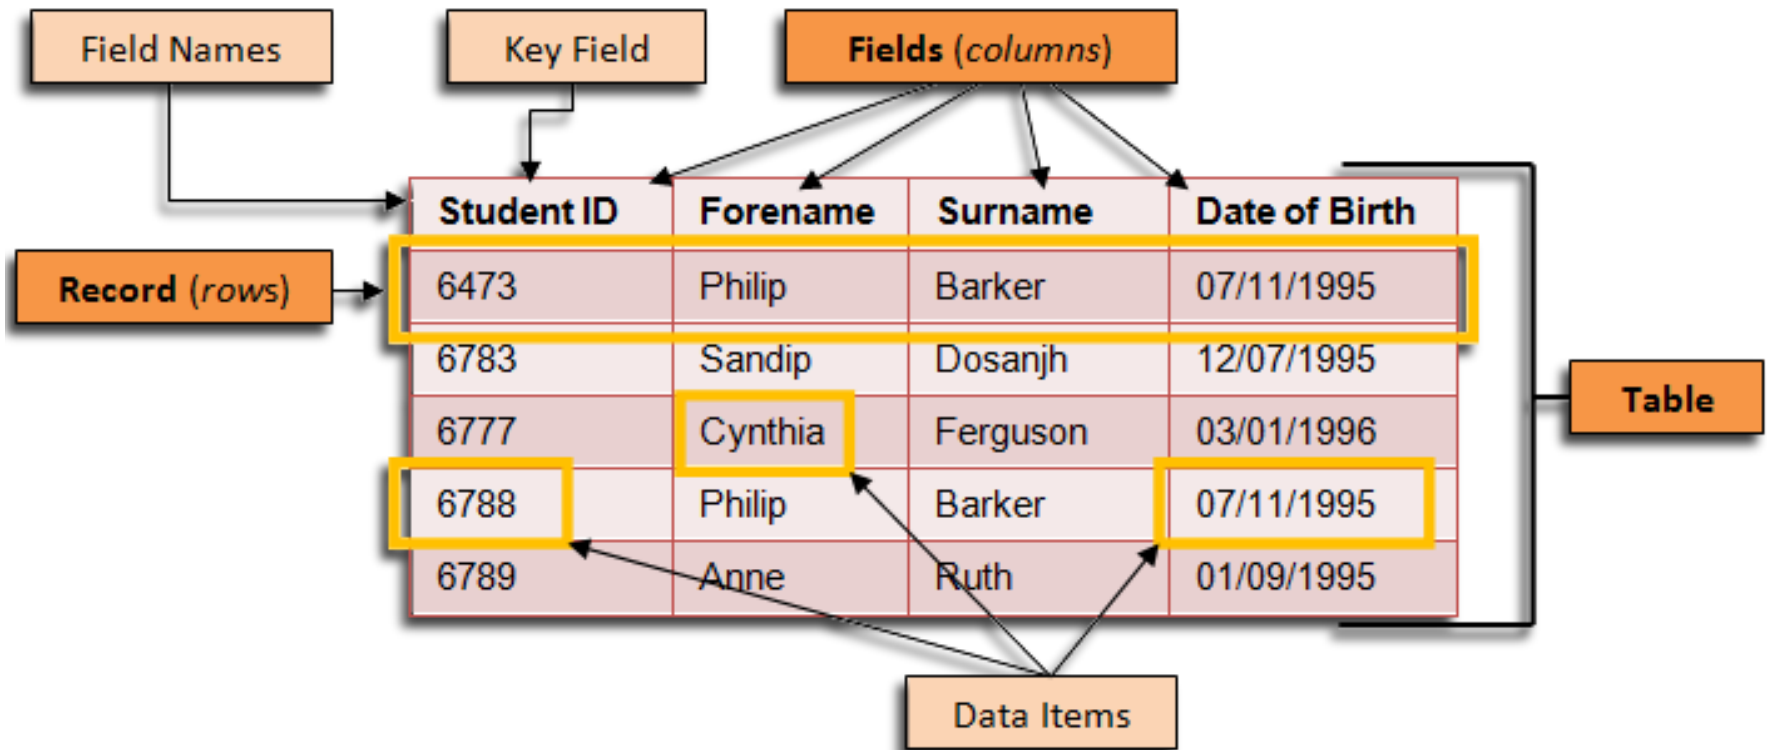 Field Names
Key Field
Fields (columns)
Student ID Forename Surname Date of Birth
Record (rows)
6473 Philip Barker 07/11/1995
6783 Sandip Dosanjh 12/07/1995
Table
6777 Cynthia Ferguson 03/01/1996
6788 Philip Barker 07/11/1995
6789 Anne Ruth 01/09/1995
Data Items